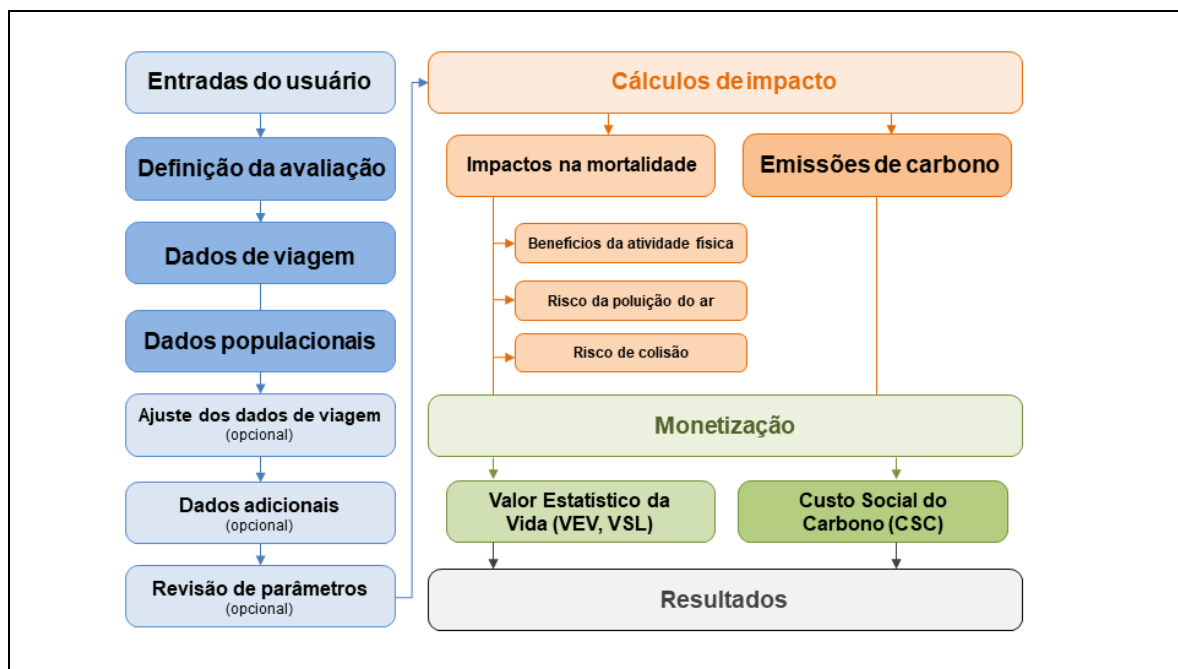 Entradas do usuário
Definição da avaliação
Dados de viagem
Dados populacionais
Ajuste dos dados de viagem
(opcional)
Dados adicionais
(opcional)
Revisão de parâmetros
(opcional)
Cálculos de impacto
Impactos na mortalidade
Emissões de carbono
Benefícios da atividade física
Risco da poluição do ar
Risco de colisão
Monetização
Valor Estatístico da
Vida (VEV, VSL)
Custo Social do
Carbono (CSC)
Resultados